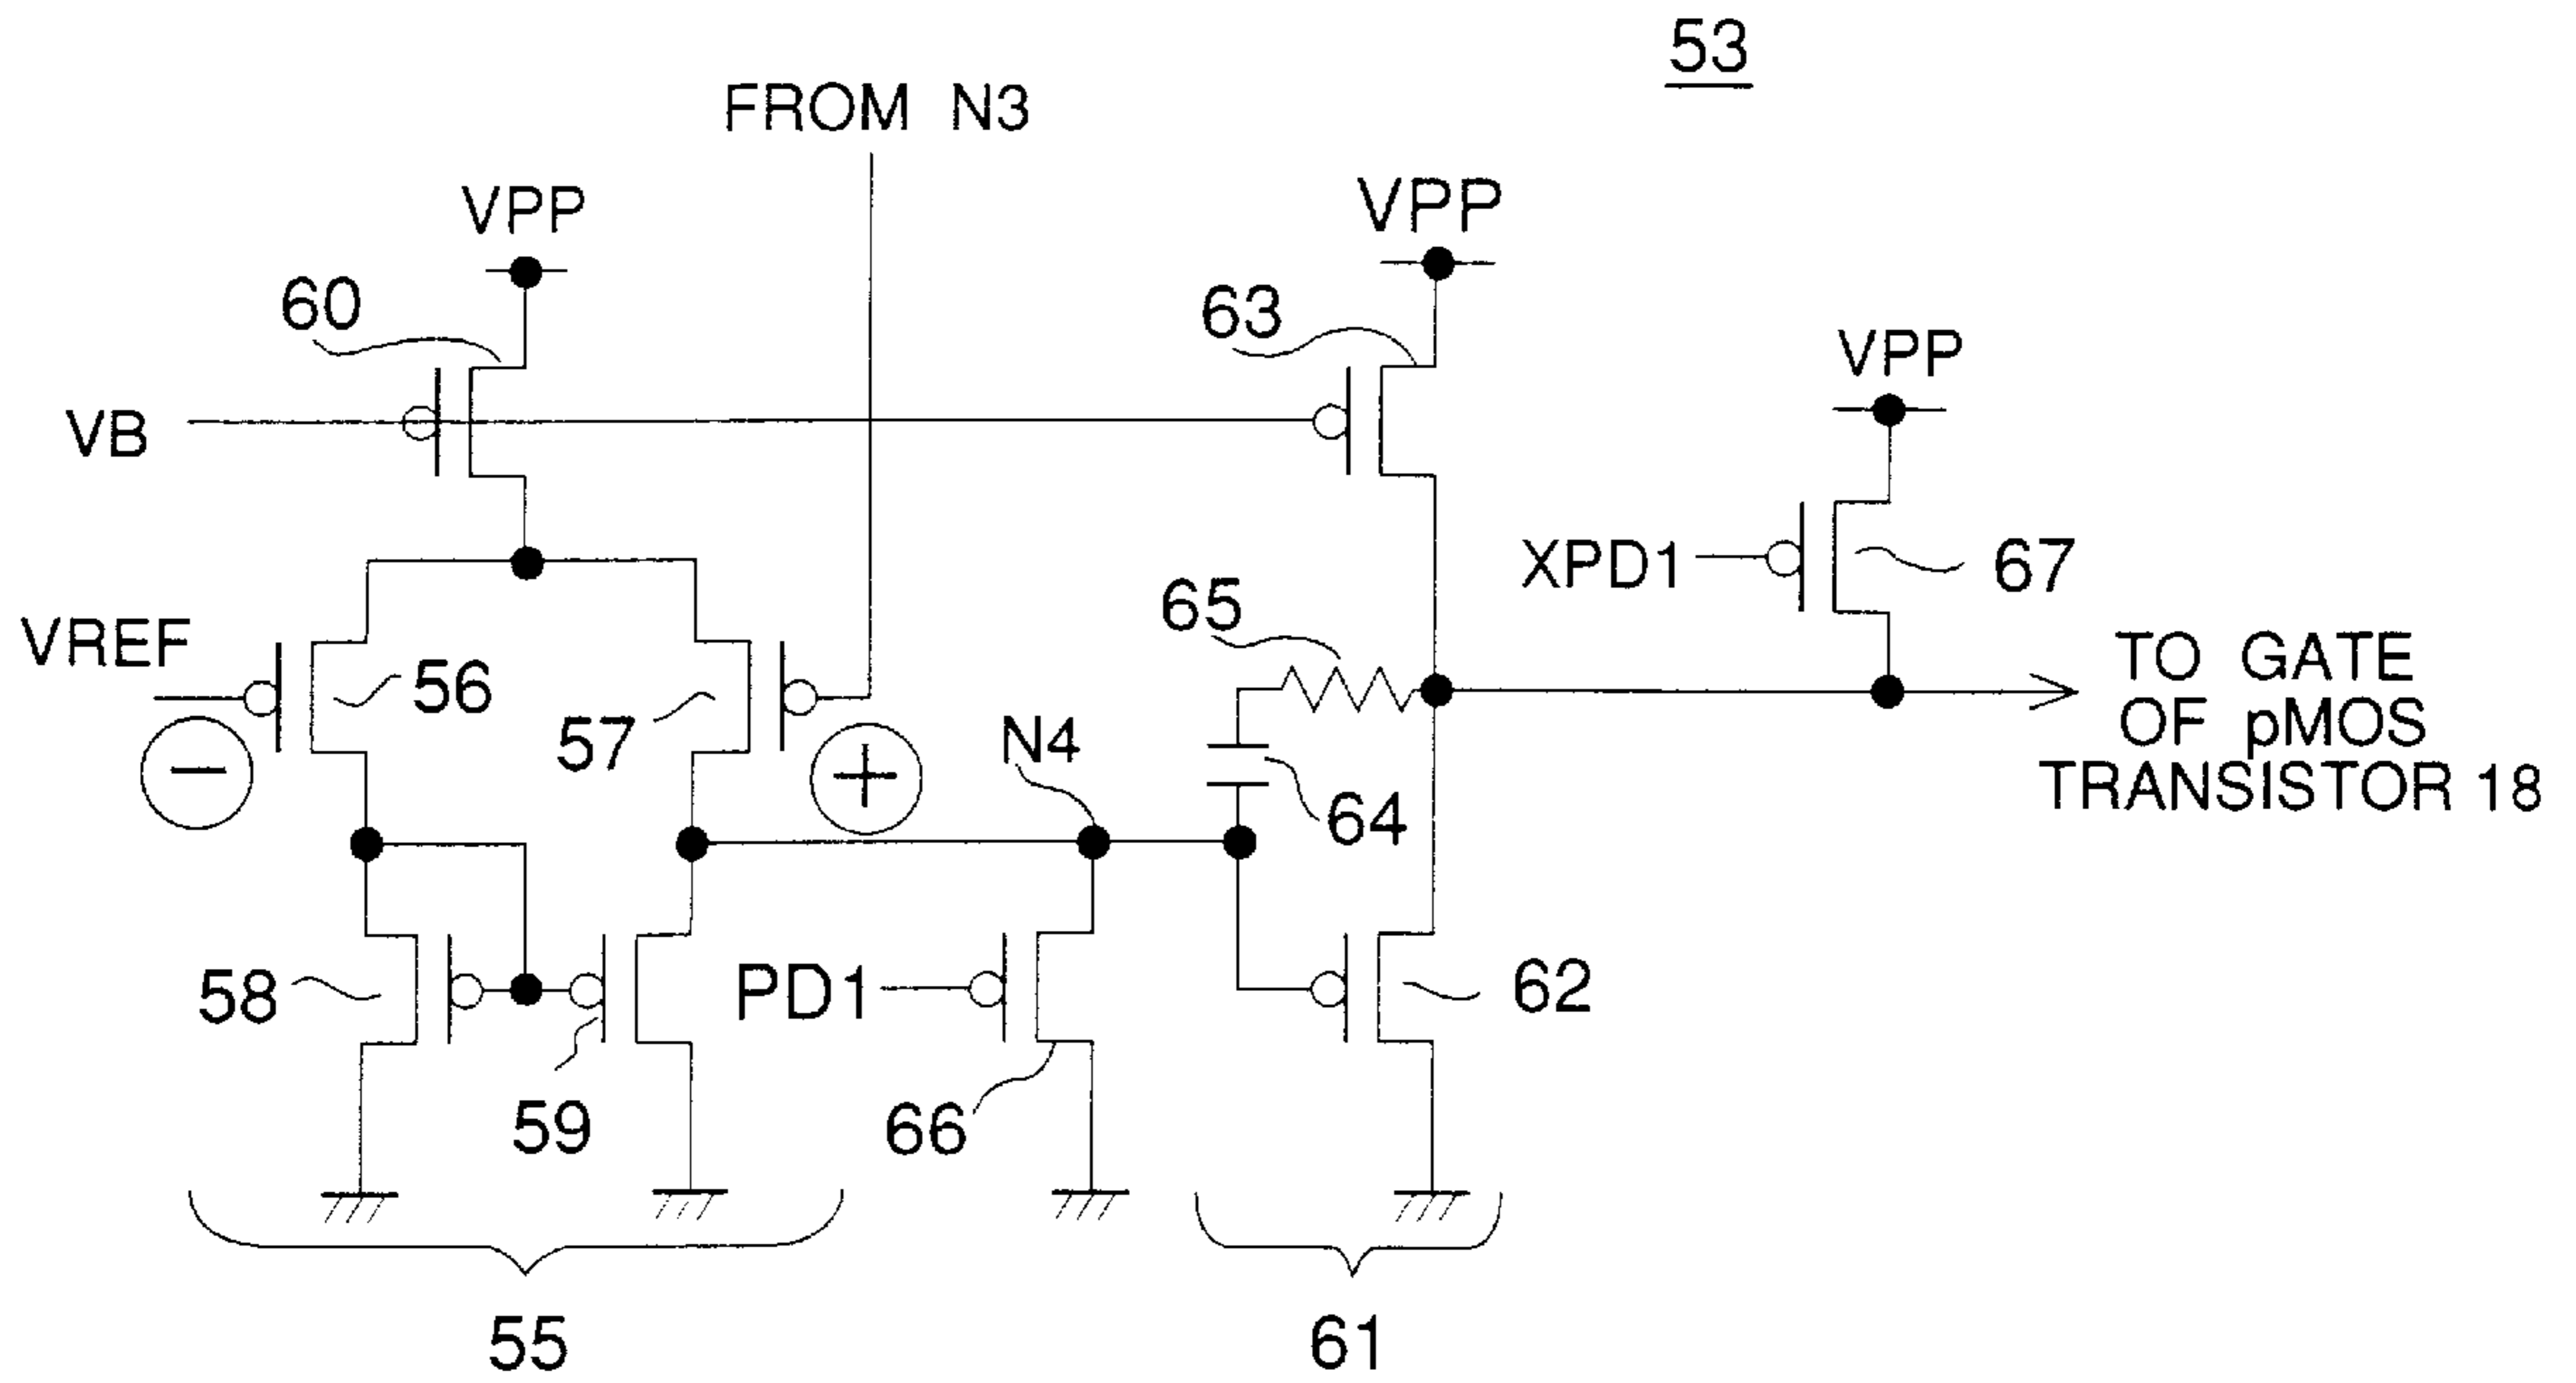 53
FROM N3
VPP
VPP
60
63
VPP
VB
XPD1
67
65
VREF
56
TO GATE
OF pMOS
TRANSISTOR 18
57
N4
−
+
64
58
PD1
62
59
66
55
61